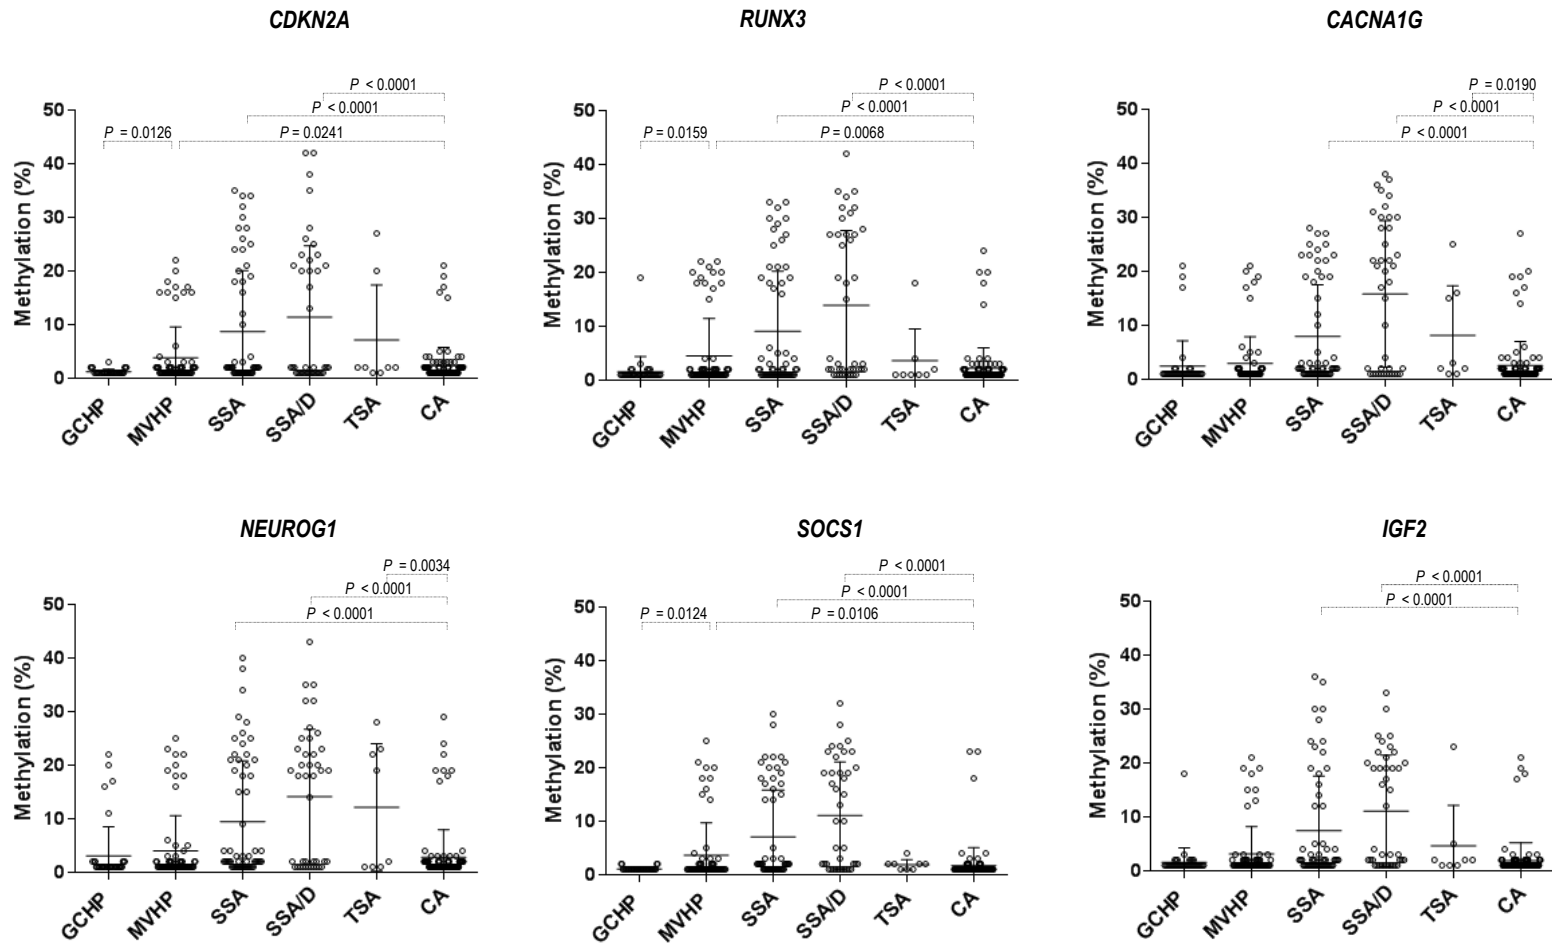 CDKN2A
P < 0.0001
P < 0.0001
P = 0.0126
P = 0.0241
Methylation (%)
50
40
30
20
10
0
GCHP
MVHP
SSA
SSA/D
TSA
CA
RUNX3
P < 0.0001
P < 0.0001
P = 0.0159
P = 0.0068
Methylation (%)
50
40
30
20
10
0
GCHP
MVHP
SSA
SSA/D
TSA
CA
CACNA1G
P = 0.0190
P < 0.0001
P < 0.0001
Methylation (%)
50
40
30
20
10
0
GCHP
MVHP
SSA
SSA/D
TSA
CA
NEUROG1
P = 0.0034
P < 0.0001
P < 0.0001
Methylation (%)
50
40
30
20
10
0
GCHP
MVHP
SSA
SSA/D
TSA
CA
SOCS1
P < 0.0001
P < 0.0001
P = 0.0124
P = 0.0106
Methylation (%)
50
40
30
20
10
0
GCHP
MVHP
SSA
SSA/D
TSA
CA
IGF2
P < 0.0001
P < 0.0001
Methylation (%)
50
40
30
20
10
0
GCHP
MVHP
SSA
SSA/D
TSA
CA